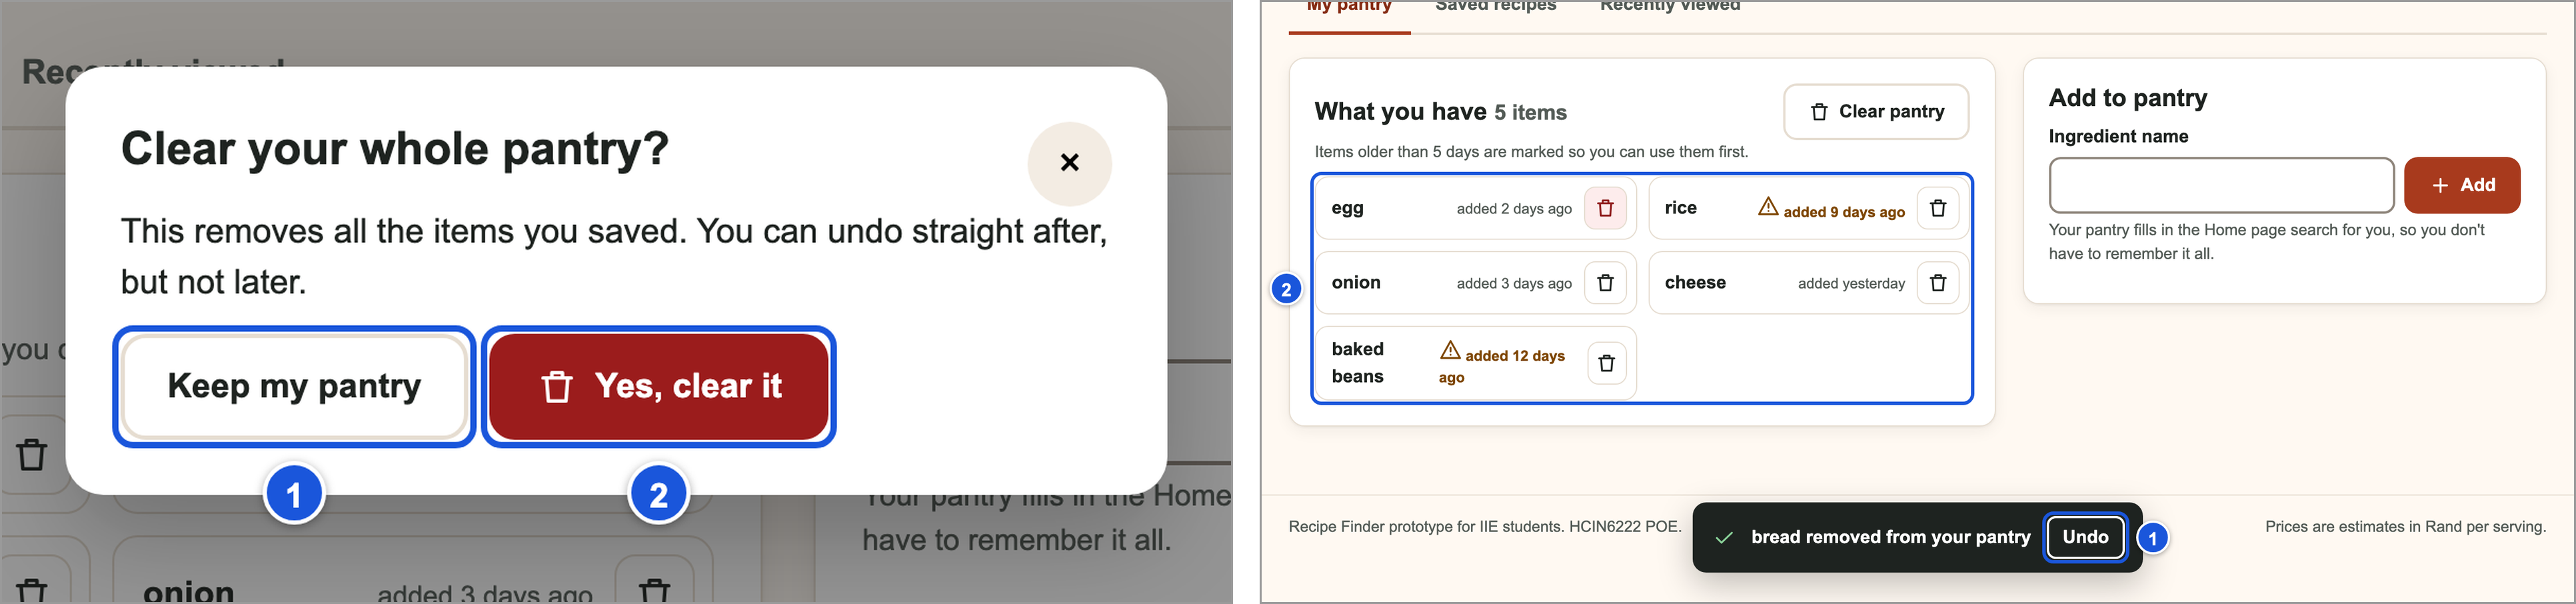 Recently viewed
Clear your whole pantry?
×
This removes all the items you saved. You can undo straight after,
but not later.
you
Keep my pantry
Yes, clear it
1
2
Your pantry fills in the Home
have to remember it all.
onion
added 3 days ago
My pantry
Saved recipes
Recently viewed
What you have 5 items
Clear pantry
Items older than 5 days are marked so you can use them first.
egg
added 2 days ago
rice
added 9 days ago
onion
added 3 days ago
cheese
added yesterday
2
baked
beans
added 12 days
ago
Add to pantry
Ingredient name
+ Add
Your pantry fills in the Home page search for you, so you don't
have to remember it all.
Recipe Finder prototype for IIE students. HCIN6222 POE.
bread removed from your pantry
Undo
1
Prices are estimates in Rand per serving.